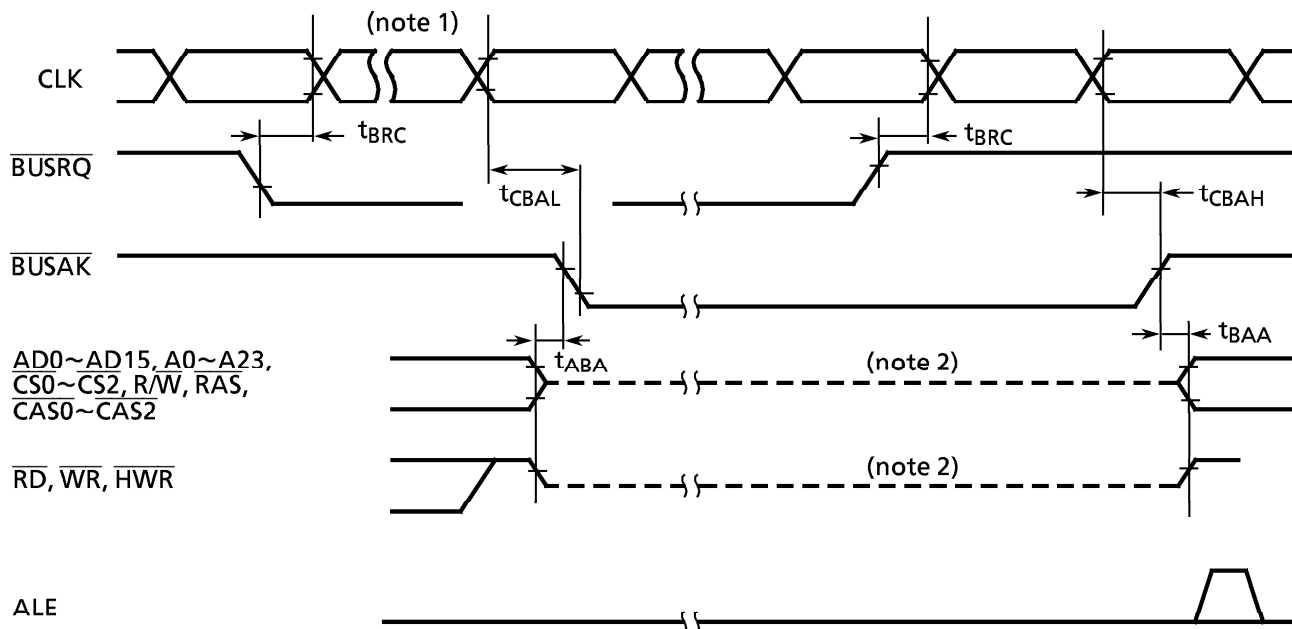 (note 1)
CLK
tBRC
tBRC
BUSRQ
tCBAL
tCBAH
BUSAK
tBAA
AD0~AD15, A0~A23,
tABA
(note 2)
CS0~CS2, R/W, RAS,
CAS0~CAS2
(note 2)
RD, WR, HWR
ALE